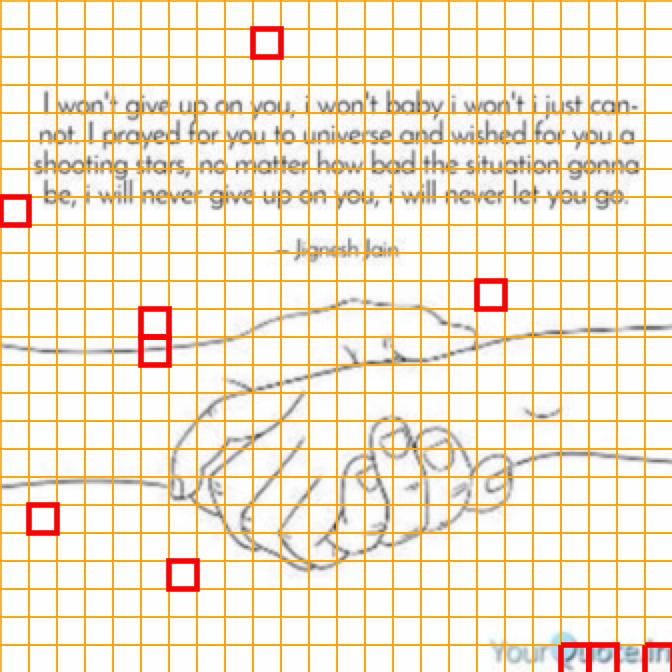 I won't give up on you, i won't baby i won't i just can-
not. I prayed for you to universe and wished for you a
shooting stars, no matter how bad the situation gonna
be, i will never give up on you, i will never let you go.
-- Jignesh Jain
YourQuote.in